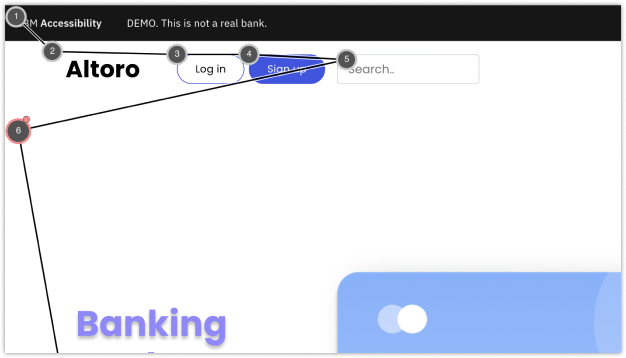 1
BM Accessibility DEMO. This is not a real bank.
2 3 4 5
Altoro Log in Sign up Search..
6
Banking